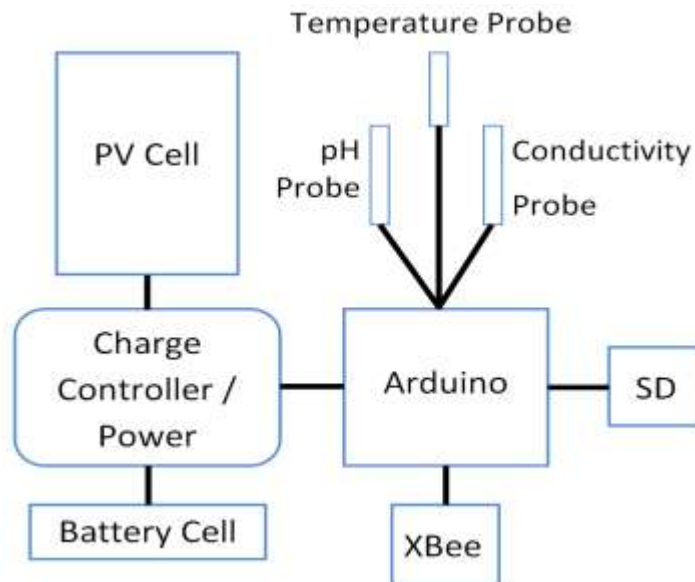 Temperature Probe
PV Cell
pH
Probe
Conductivity
Probe
Charge
Controller /
Power
Arduino
SD
Battery Cell
XBee